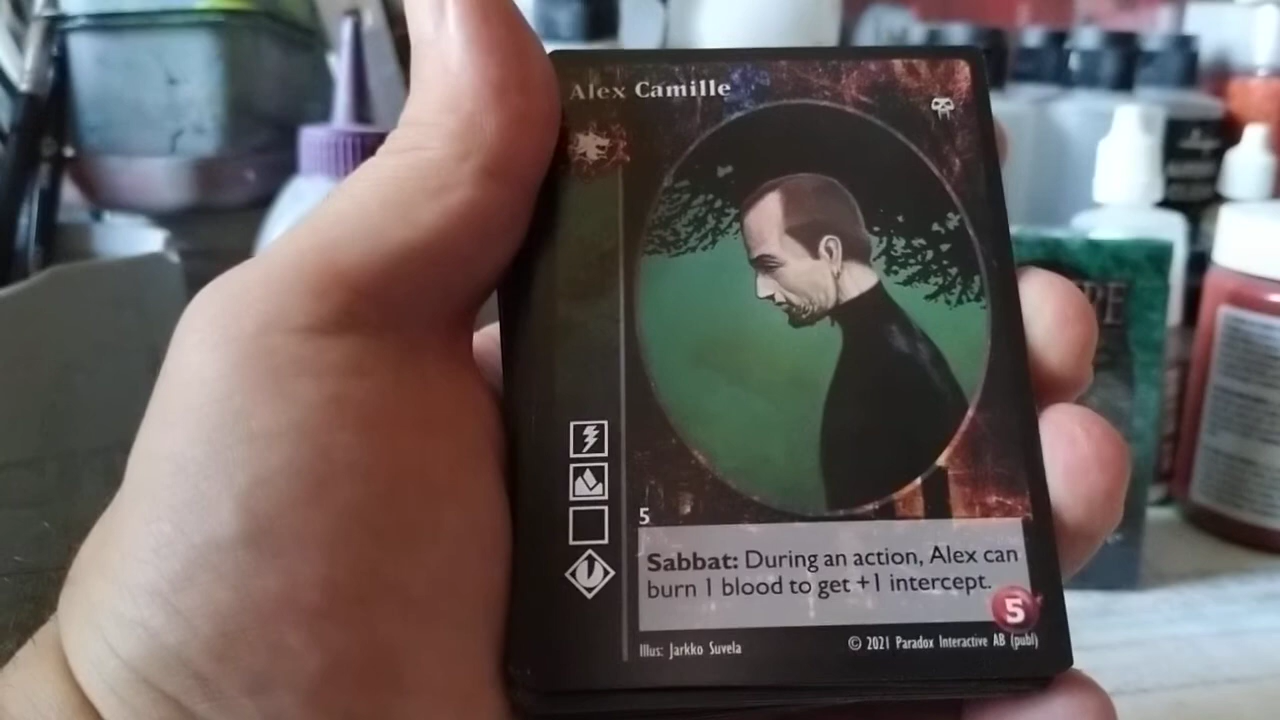 Alex Camille
5
Sabbat: During an action, Alex can
burn 1 blood to get +1 intercept.
5
Illus: Jarkko Suvela
© 2021 Paradox Interactive AB (publ)